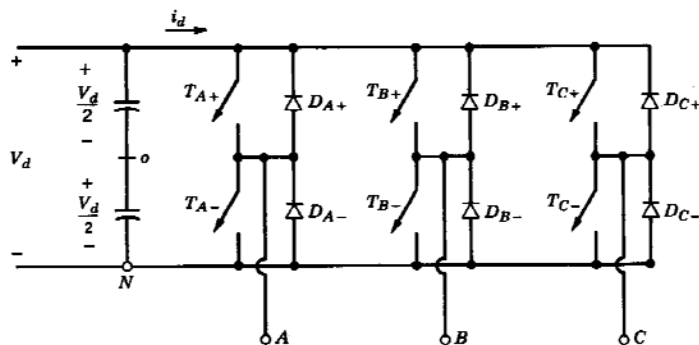 i_d
+
+
V_d
2
−
V_d
o
+
V_d
2
−
−
N
T_A+
D_A+
T_B+
D_B+
T_C+
D_C+
T_A−
D_A−
T_B−
D_B−
T_C−
D_C−
A
B
C